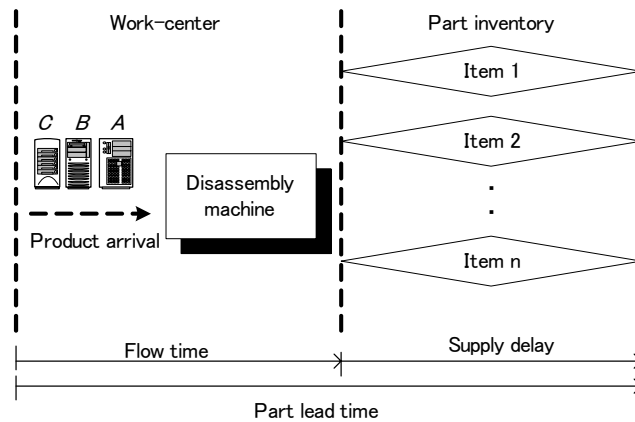 Work-center
Part inventory
Item 1
C B A
Item 2
Disassembly
machine
Product arrival
:
Item n
Flow time
Supply delay
Part lead time